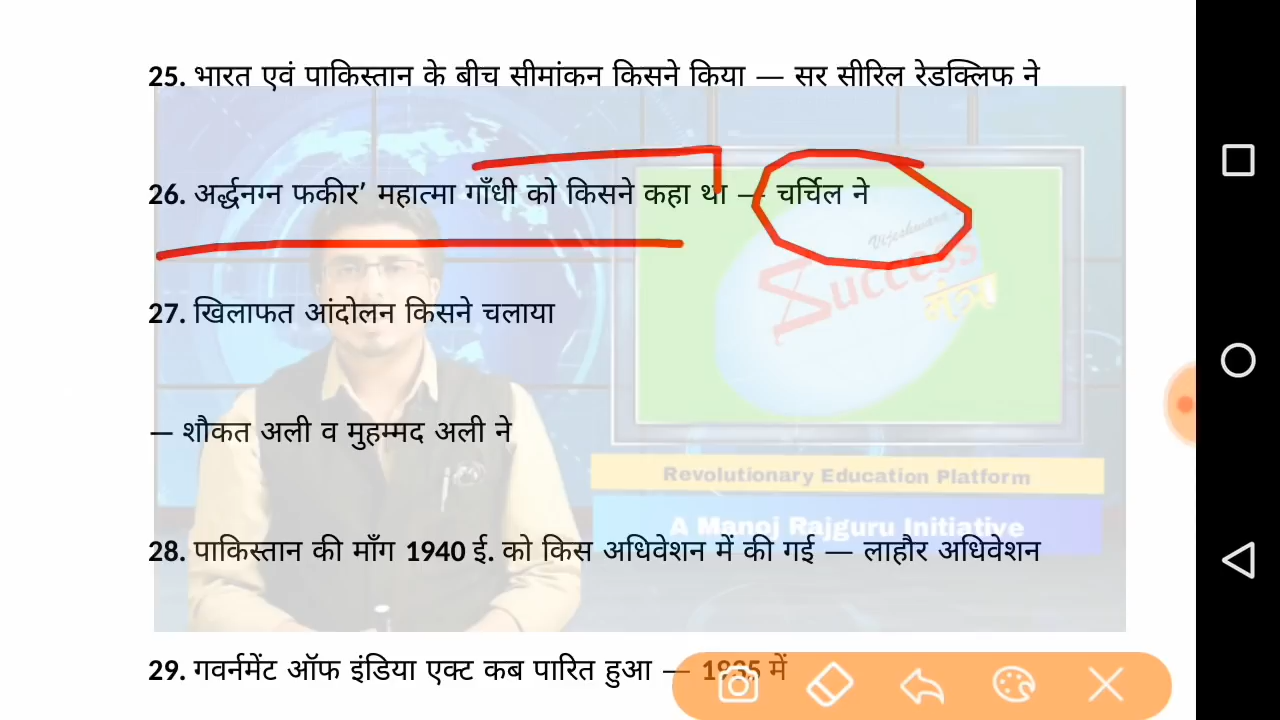 25. भारत एवं पाकिस्तान के बीच सीमांकन किसने किया — सर सीरिल रेडक्लिफ ने
26. अर्द्धनग्न फकीर’ महात्मा गाँधी को किसने कहा था — चर्चिल ने
Vijeshwam
Success
मंत्रा
27. खिलाफत आंदोलन किसने चलाया
— शौकत अली व मुहम्मद अली ने
Revolutionary Education Platform
A Manoj Rajguru Initiative
28. पाकिस्तान की माँग 1940 ई. को किस अधिवेशन में की गई — लाहौर अधिवेशन
29. गवर्नमेंट ऑफ इंडिया एक्ट कब पारित हुआ — 1935 में